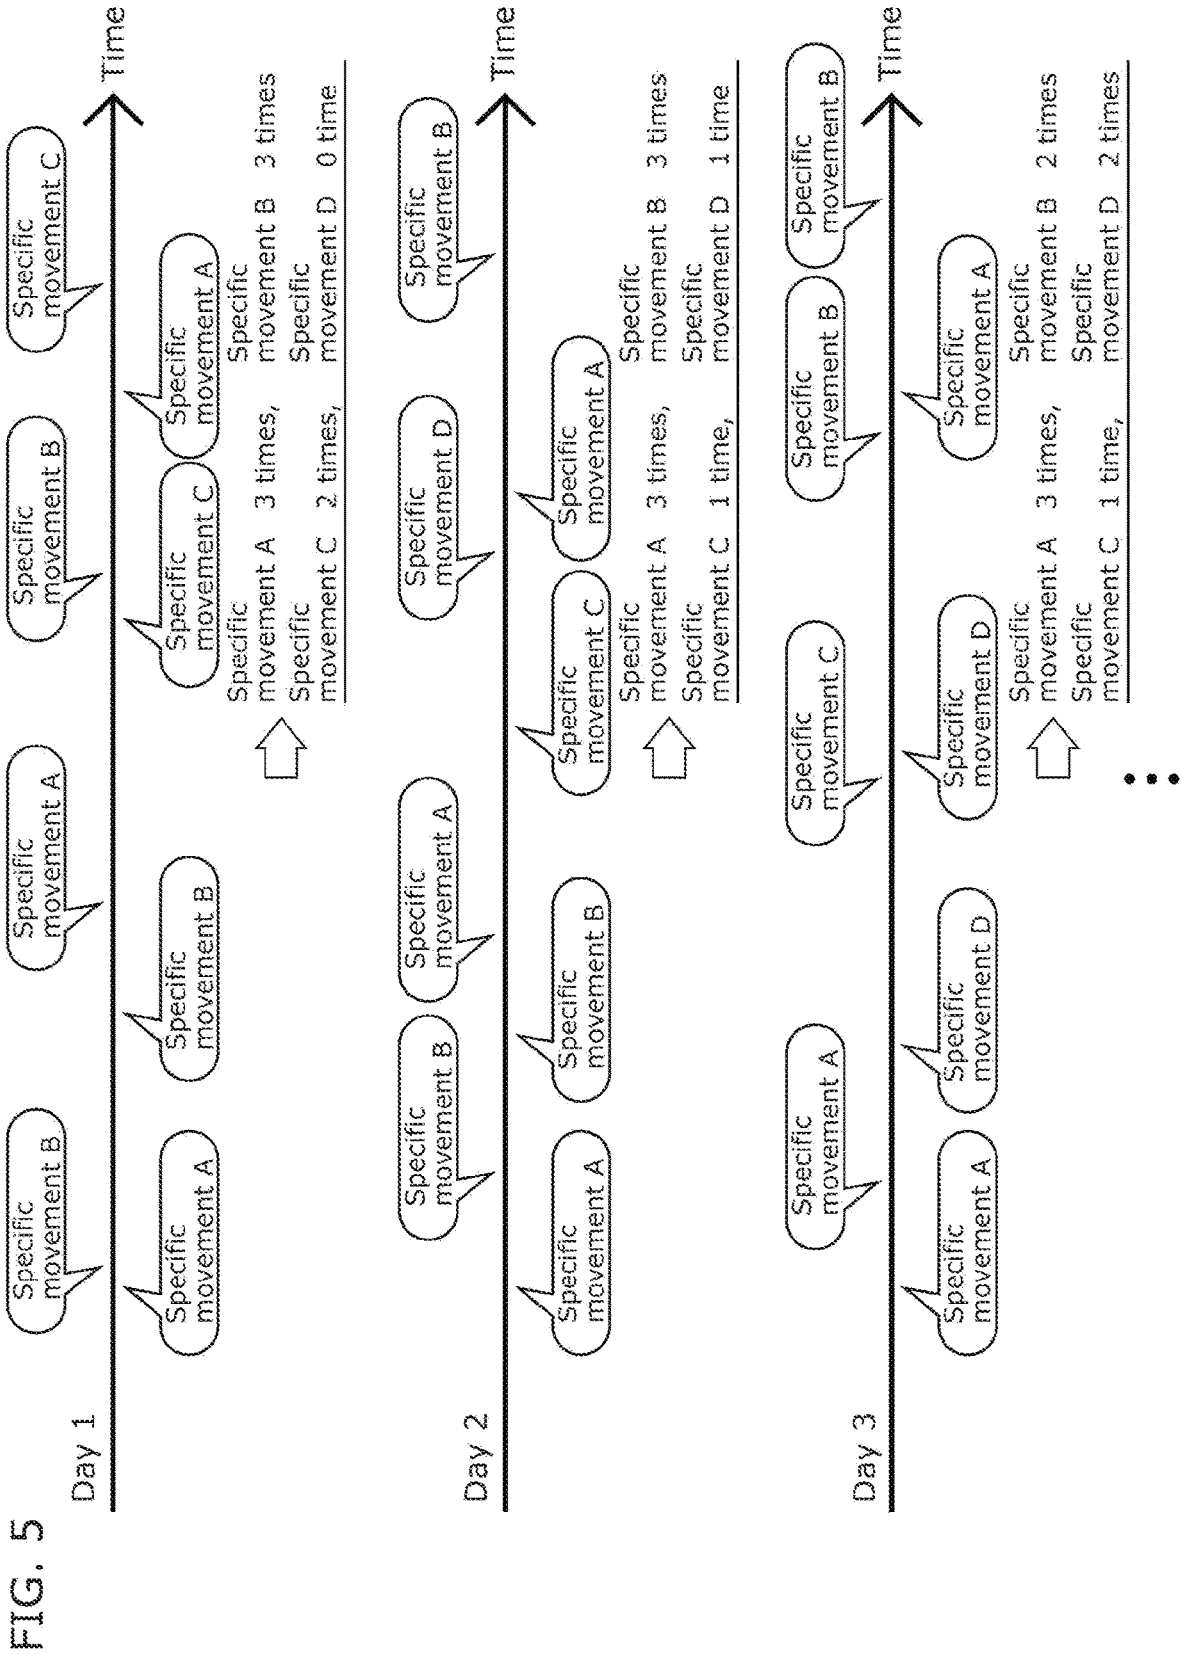 FIG. 5
Day 1
Specific
movement B
Specific
movement A
Specific
movement B
Specific
movement C
Time
Specific
movement A
Specific
movement B
Specific
movement C
Specific
movement A
Specific
movement A 3 times,
Specific
movement B 3 times
Specific
movement C 2 times,
Specific
movement D 0 time
Day 2
Specific
movement B
Specific
movement A
Specific
movement D
Specific
movement B
Time
Specific
movement A
Specific
movement B
Specific
movement C
Specific
movement A
Specific
movement A 3 times,
Specific
movement B 3 times
Specific
movement C 1 time,
Specific
movement D 1 time
Day 3
Specific
movement A
Specific
movement C
Specific
movement B
Specific
movement B
Time
Specific
movement A
Specific
movement D
Specific
movement D
Specific
movement A
Specific
movement A 3 times,
Specific
movement B 2 times
Specific
movement C 1 time,
Specific
movement D 2 times